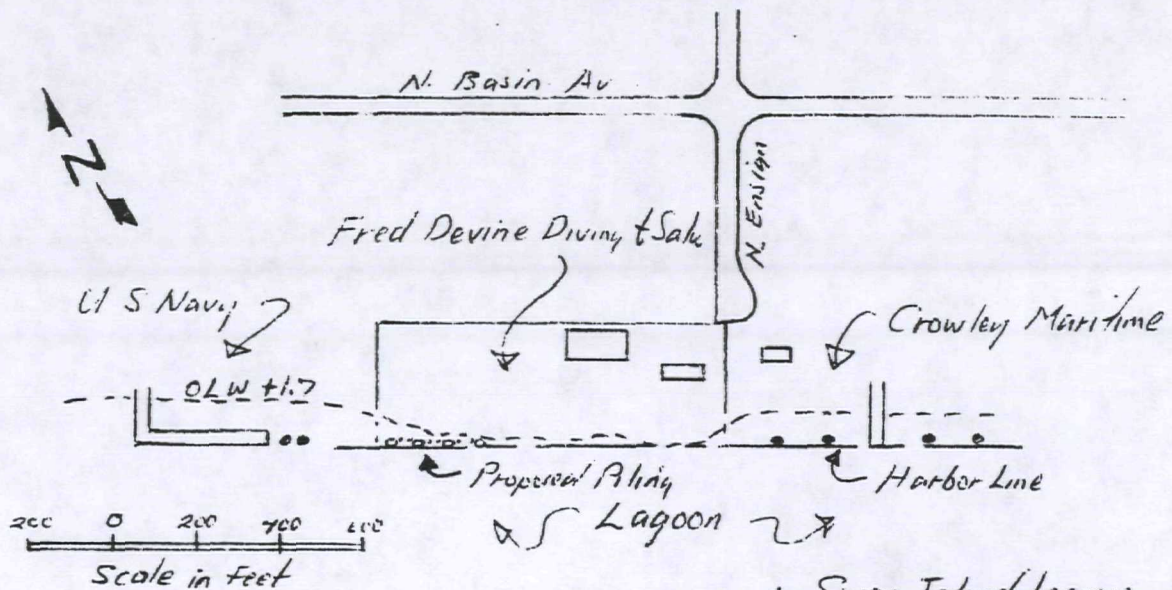 N. Basin Av
N
N. Ensign
Fred Devine Diving & Salv
U S Navy
Crowley Maritime
OLW +1.7
Proposed Piling
Harbor Line
Lagoon
200 0 200 400 600
Scale in Feet